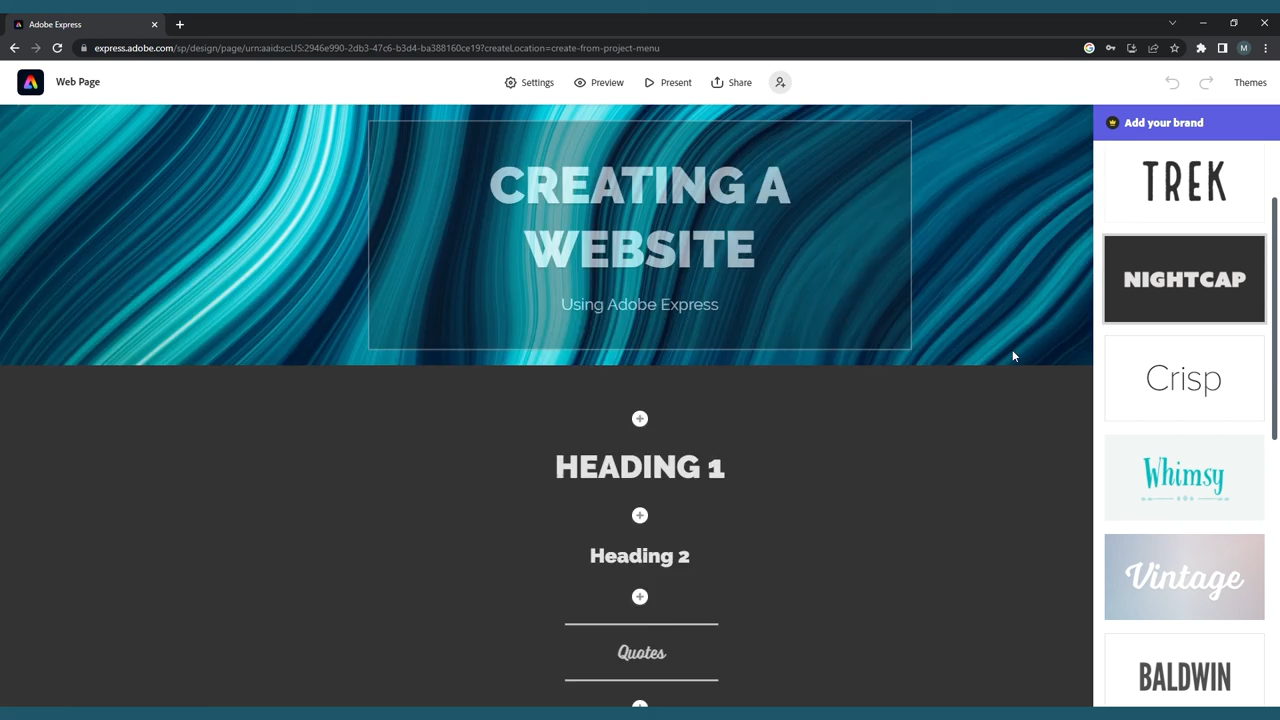 Adobe Express
express.adobe.com/sp/design/page/urn:aaid:sc:US:2946e990-2db3-47c6-b3d4-ba388160ce19?createLocation=create-from-project-menu
M
Web Page
Settings
Preview
Present
Share
Themes
Add your brand
CREATING A
WEBSITE
Using Adobe Express
HEADING 1
Heading 2
Quotes
TREK
NIGHTCAP
Crisp
Whimsy
Vintage
BALDWIN